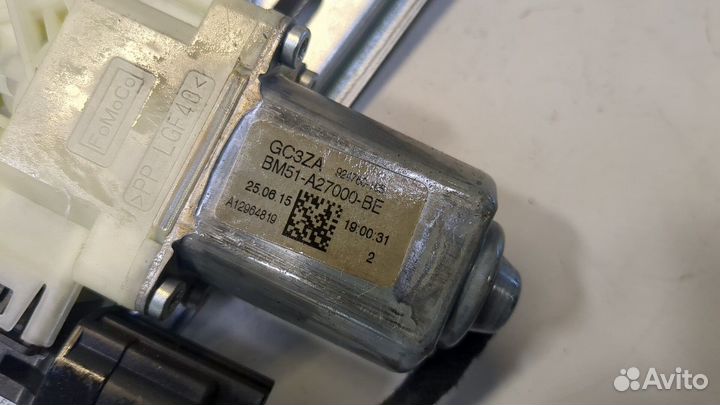 FoMoCo
>PP LGF40<
GC3ZA
BM51-A27000-BE
25.06.15
19:00:31
A12964819
2
Avito